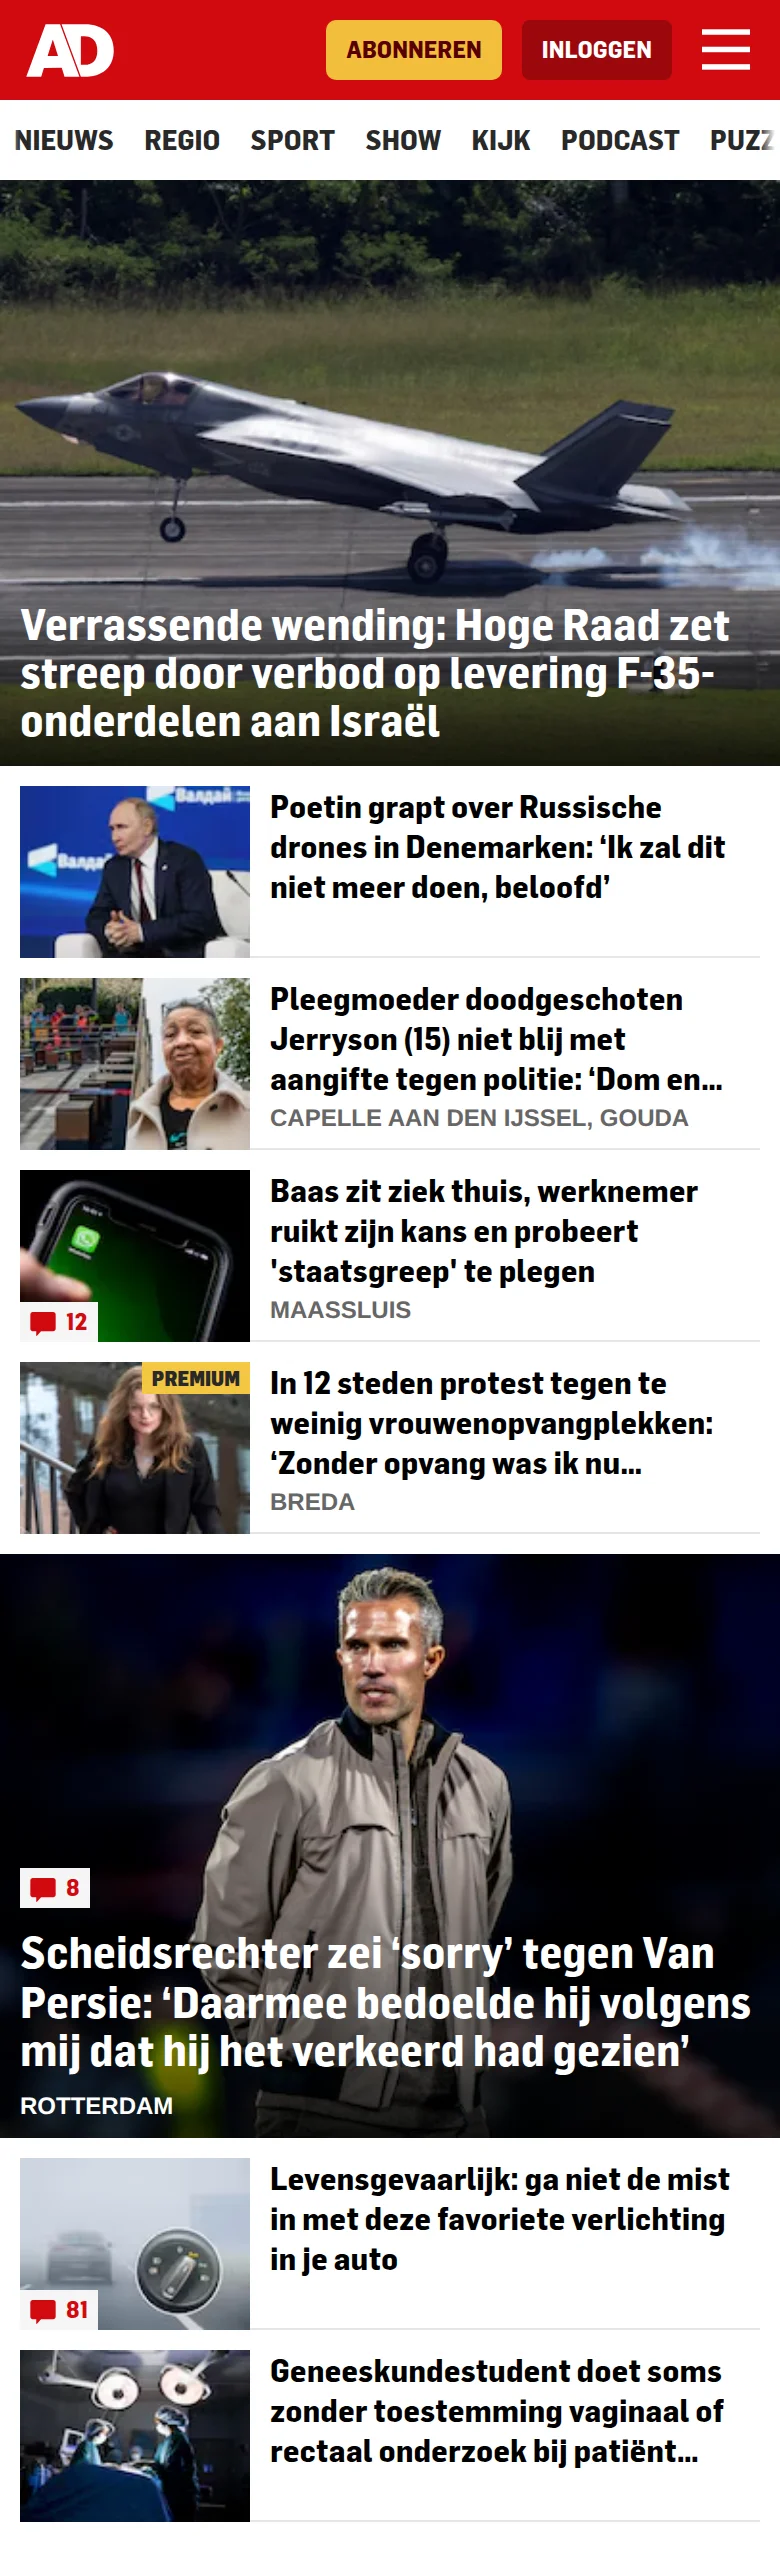 AD
ABONNEREN
INLOGGEN
NIEUWS REGIO SPORT SHOW KIJK PODCAST PUZZ
Verrassende wending: Hoge Raad zet
streep door verbod op levering F-35-
onderdelen aan Israël
Валдай
Валдай
Poetin grapt over Russische
drones in Denemarken: ‘Ik zal dit
niet meer doen, beloofd’
Pleegmoeder doodgeschoten
Jerryson (15) niet blij met
aangifte tegen politie: ‘Dom en...
CAPELLE AAN DEN IJSSEL, GOUDA
12
Baas zit ziek thuis, werknemer
ruikt zijn kans en probeert
'staatsgreep' te plegen
MAASSLUIS
PREMIUM
In 12 steden protest tegen te
weinig vrouwenopvangplekken:
‘Zonder opvang was ik nu...
BREDA
8
Scheidsrechter zei ‘sorry’ tegen Van
Persie: ‘Daarmee bedoelde hij volgens
mij dat hij het verkeerd had gezien’
ROTTERDAM
81
Levensgevaarlijk: ga niet de mist
in met deze favoriete verlichting
in je auto
Geneeskundestudent doet soms
zonder toestemming vaginaal of
rectaal onderzoek bij patiënt...